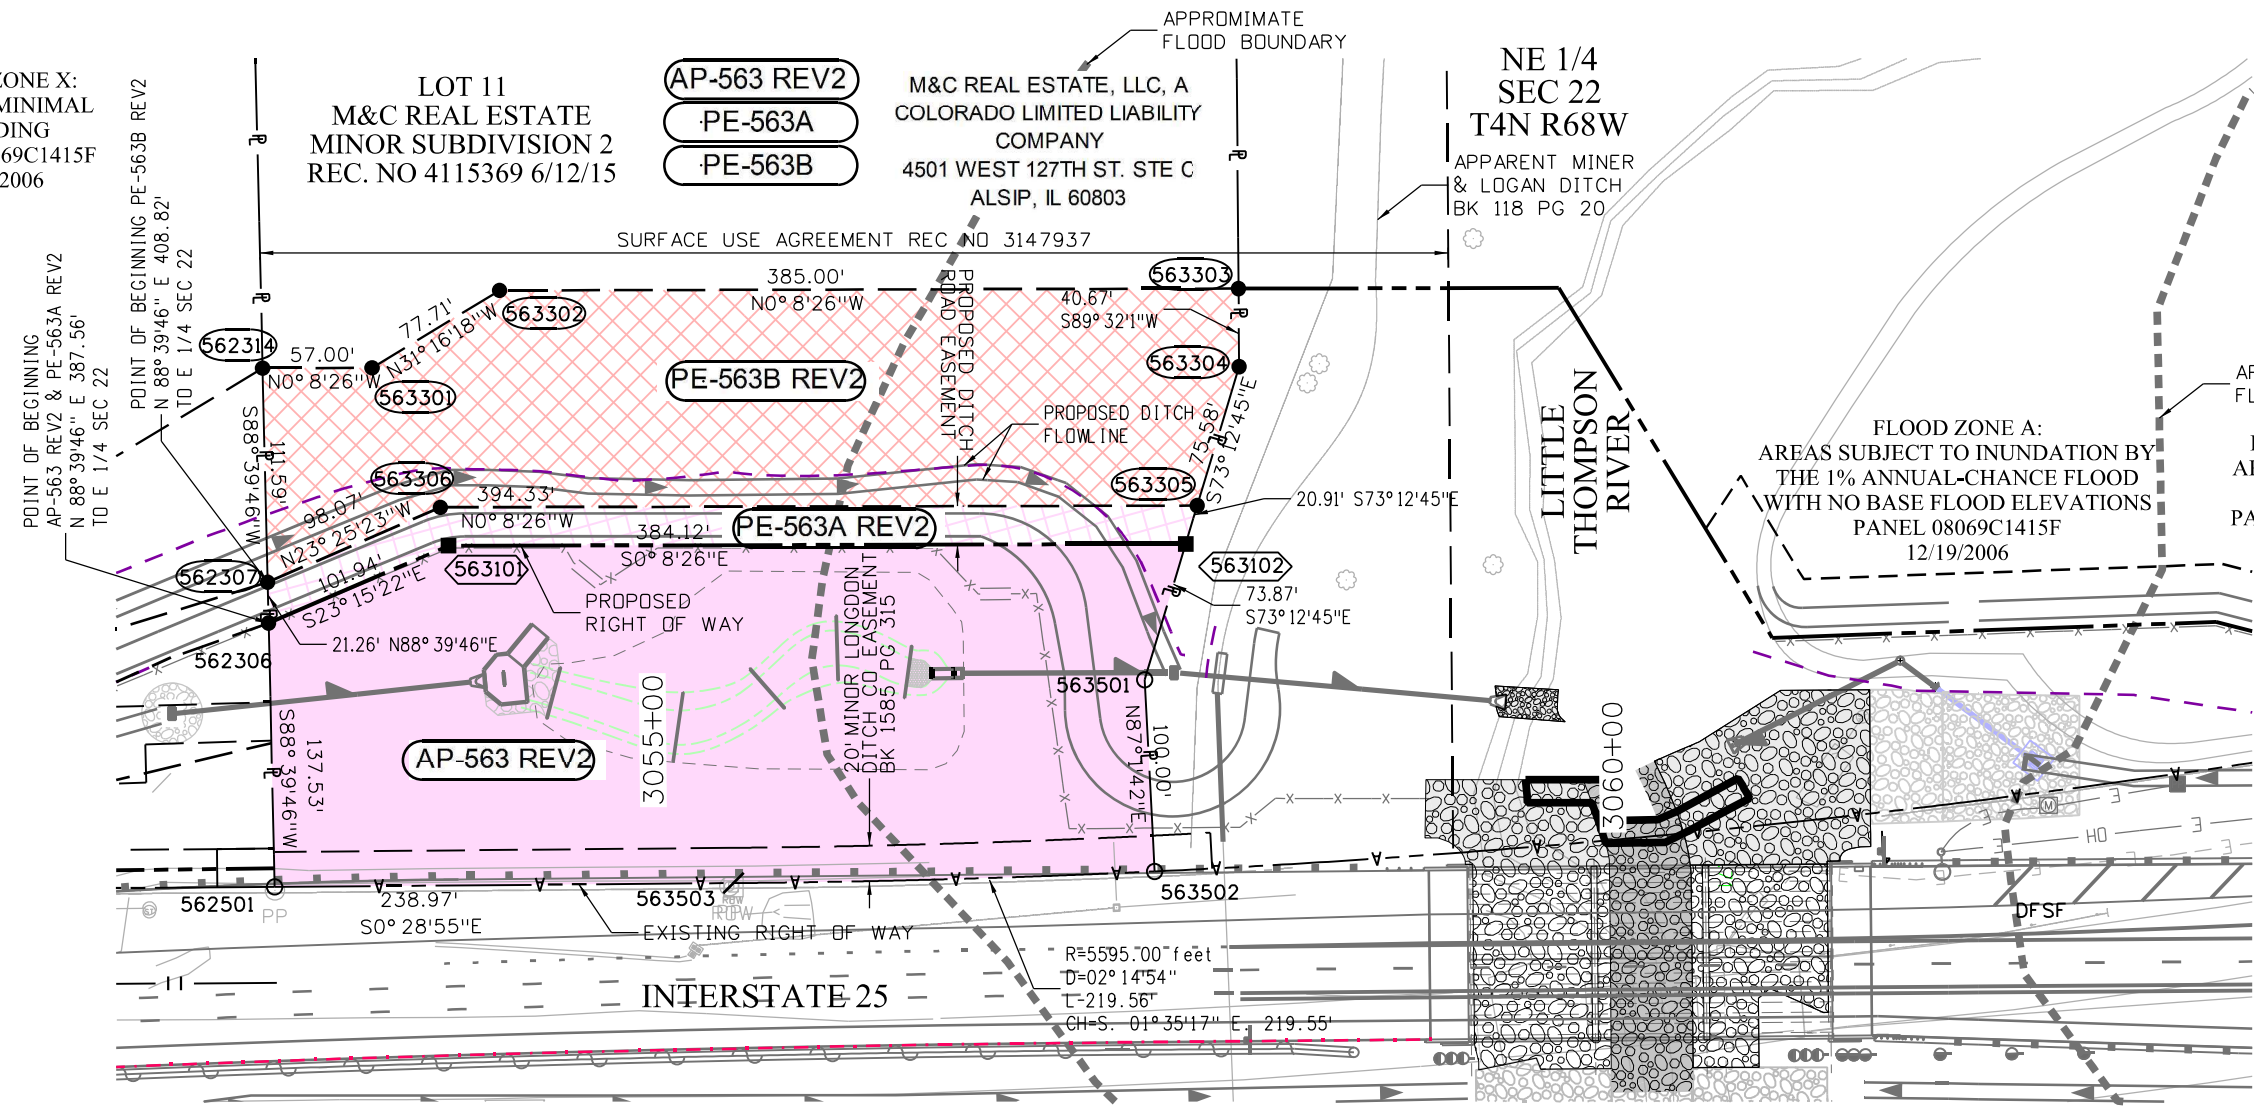 ZONE X:
MINIMAL
DING
69C1415F
2006
LOT 11
M&C REAL ESTATE
MINOR SUBDIVISION 2
REC. NO 4115369 6/12/15
AP-563 REV2
PE-563A
PE-563B
M&C REAL ESTATE, LLC, A
COLORADO LIMITED LIABILITY
COMPANY
4501 WEST 127TH ST. STE C
ALSIP, IL 60803
APPROMIMATE
FLOOD BOUNDARY
NE 1/4
SEC 22
T4N R68W
APPARENT MINER
& LOGAN DITCH
BK 118 PG 20
POINT OF BEGINNING PE-563B REV2
N 88°39'46" E 408.82'
TO E 1/4 SEC 22
POINT OF BEGINNING
AP-563 REV2 & PE-563A REV2
N 88°39'46" E 387.56'
TO E 1/4 SEC 22
SURFACE USE AGREEMENT REC NO 3147937
385.00'
N0°8'26"W
563303
40.67'
S89°32'1"W
563302
77.71'
N31°16'18"W
562314
57.00'
N0°8'26"W
563301
PROPOSED DITCH
ROAD EASEMENT
PE-563B REV2
563304
75.58'
S73°12'45"E
S88°39'46"W
111.59'
PROPOSED DITCH
FLOWLINE
563306
394.33'
N0°8'26"W
563305
20.91' S73°12'45"E
98.07'
N23°25'23"W
PE-563A REV2
384.12'
S0°8'26"E
562307
101.94'
S23°15'22"E
563101
563102
73.87'
S73°12'45"E
PROPOSED
RIGHT OF WAY
21.26' N88°39'46"E
562306
20' MINOR LONGDON
DITCH CO EASEMENT
BK 1585 PG 315
563501
N87°14'2"E
100.00'
S88°39'46"W
137.53'
AP-563 REV2
3055+00
LITTLE
THOMPSON
RIVER
FLOOD ZONE A:
AREAS SUBJECT TO INUNDATION BY
THE 1% ANNUAL-CHANCE FLOOD
WITH NO BASE FLOOD ELEVATIONS
PANEL 08069C1415F
12/19/2006
AP
FL
AR
PA
3060+00
562501
PP
238.97'
S0°28'55"E
563503
ROW
563502
EXISTING RIGHT OF WAY
R=5595.00 feet
D=02°14'54"
L-219.56'
CH=S. 01°35'17" E. 219.55'
INTERSTATE 25
OH
DFSF